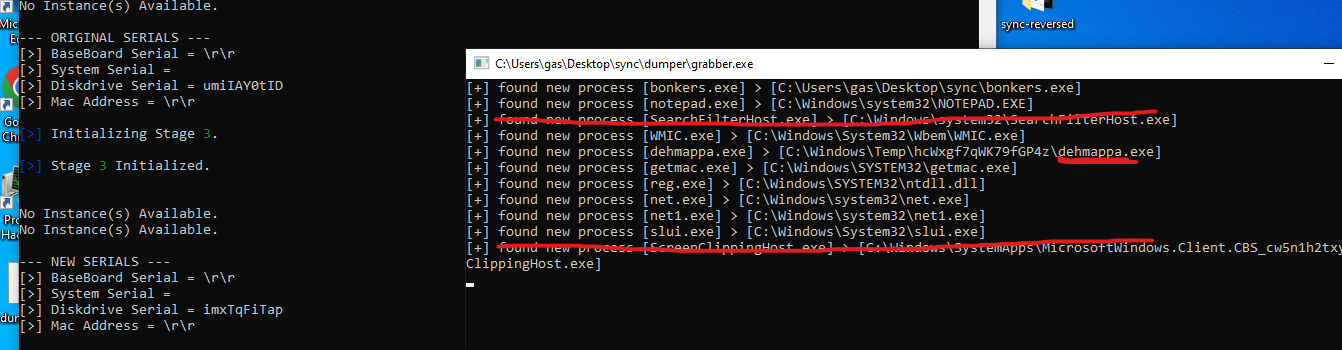 No Instance(s) Available.
--- ORIGINAL SERIALS ---
[>] BaseBoard Serial = \r\r
[>] System Serial =
[>] Diskdrive Serial = umiIAY0tID
[>] Mac Address = \r\r
[>] Initializing Stage 3.
[>] Stage 3 Initialized.
No Instance(s) Available.
No Instance(s) Available.
--- NEW SERIALS ---
[>] BaseBoard Serial = \r\r
[>] System Serial =
[>] Diskdrive Serial = imxTqFiTap
[>] Mac Address = \r\r
sync-reversed
C:\Users\gas\Desktop\sync\dumper\grabber.exe
[+] found new process [bonkers.exe] > [C:\Users\gas\Desktop\sync\bonkers.exe]
[+] found new process [notepad.exe] > [C:\Windows\system32\NOTEPAD.EXE]
[+] found new process [SearchFilterHost.exe] > [C:\Windows\system32\SearchFilterHost.exe]
[+] found new process [WMIC.exe] > [C:\Windows\System32\Wbem\WMIC.exe]
[+] found new process [dehmappa.exe] > [C:\Windows\Temp\hcWxgf7qWK79fGP4z\dehmappa.exe]
[+] found new process [getmac.exe] > [C:\Windows\SYSTEM32\getmac.exe]
[+] found new process [reg.exe] > [C:\Windows\SYSTEM32\ntdll.dll]
[+] found new process [net.exe] > [C:\Windows\system32\net.exe]
[+] found new process [net1.exe] > [C:\Windows\system32\net1.exe]
[+] found new process [slui.exe] > [C:\Windows\System32\slui.exe]
[+] found new process [ScreenClippingHost.exe] > [C:\Windows\SystemApps\MicrosoftWindows.Client.CBS_cw5n1h2txy
ClippingHost.exe]